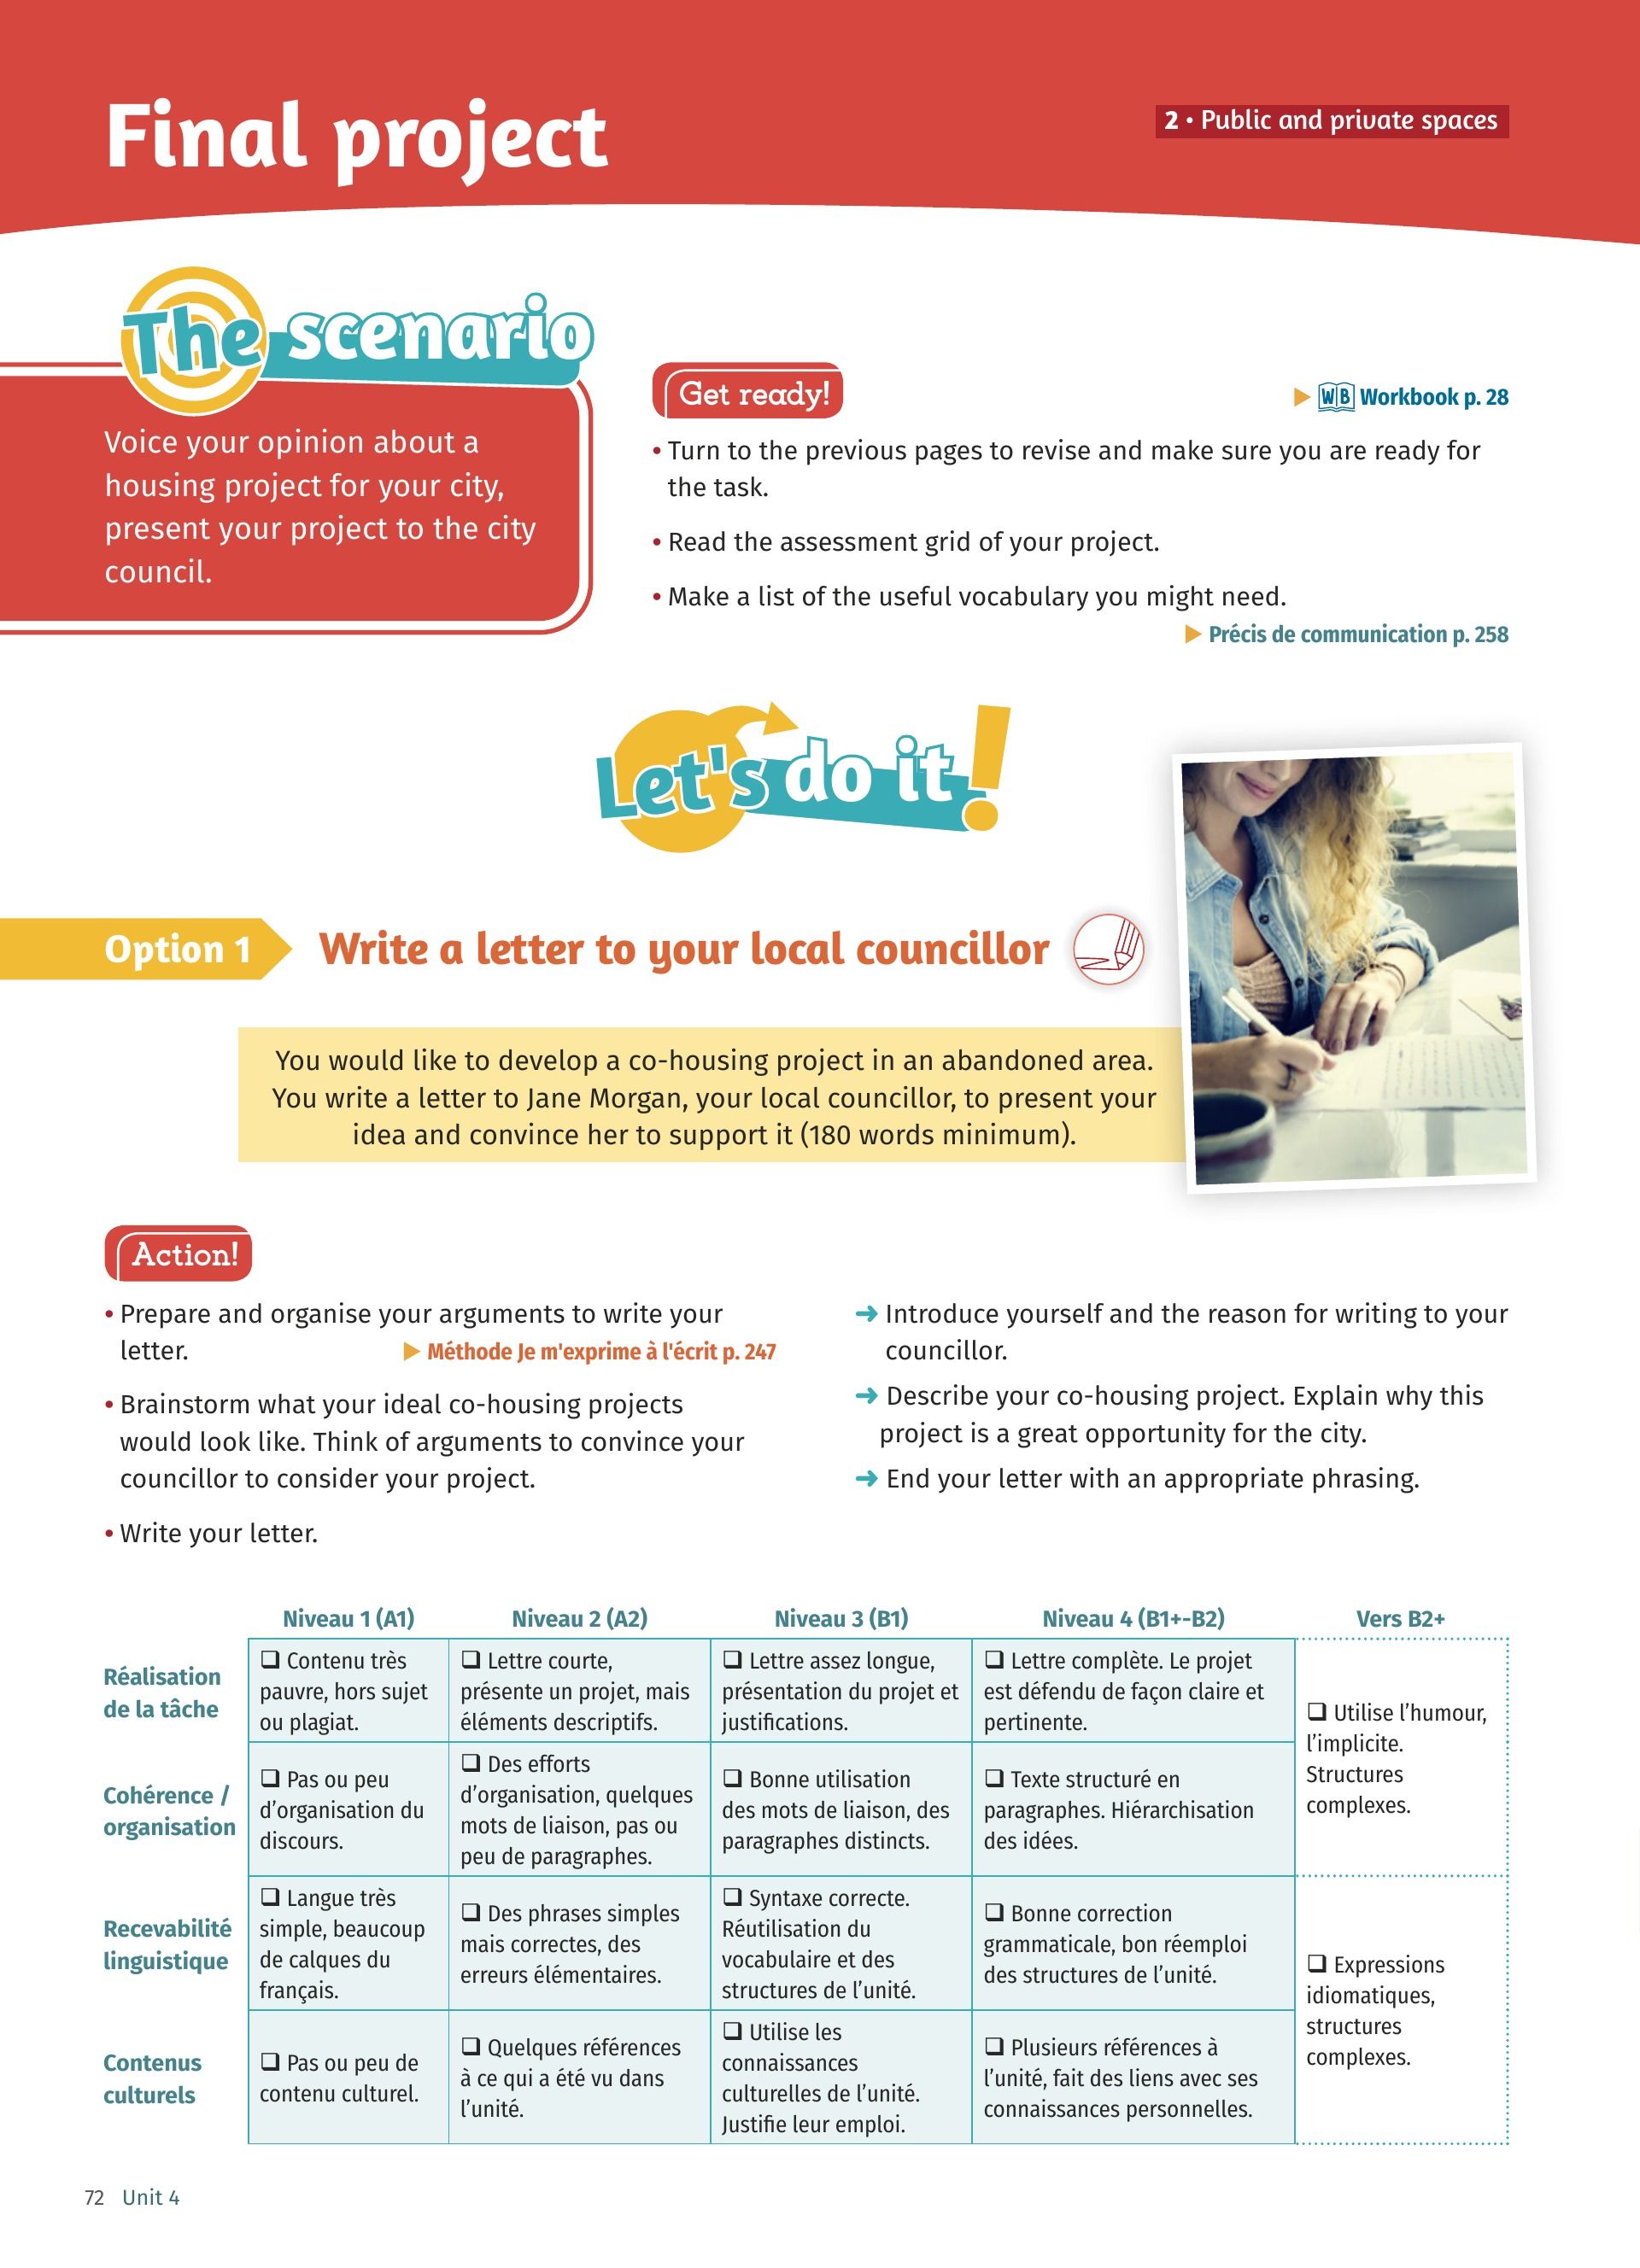 Final project
2 • Public and private spaces
The scenario
Voice your opinion about a
housing project for your city,
present your project to the city
council.
Get ready!
▶ WB Workbook p. 28
• Turn to the previous pages to revise and make sure you are ready for
the task.
• Read the assessment grid of your project.
• Make a list of the useful vocabulary you might need.
▶ Précis de communication p. 258
Let's do it!
Option 1
Write a letter to your local councillor
You would like to develop a co-housing project in an abandoned area.
You write a letter to Jane Morgan, your local councillor, to present your
idea and convince her to support it (180 words minimum).
Action!
• Prepare and organise your arguments to write your
letter.
▶ Méthode Je m'exprime à l'écrit p. 247
• Brainstorm what your ideal co-housing projects
would look like. Think of arguments to convince your
councillor to consider your project.
• Write your letter.
➜ Introduce yourself and the reason for writing to your
councillor.
➜ Describe your co-housing project. Explain why this
project is a great opportunity for the city.
➜ End your letter with an appropriate phrasing.
Niveau 1 (A1)
Niveau 2 (A2)
Niveau 3 (B1)
Niveau 4 (B1+-B2)
Vers B2+
Réalisation
de la tâche
❑ Contenu très
pauvre, hors sujet
ou plagiat.
❑ Lettre courte,
présente un projet, mais
éléments descriptifs.
❑ Lettre assez longue,
présentation du projet et
justifications.
❑ Lettre complète. Le projet
est défendu de façon claire et
pertinente.
❑ Utilise l’humour,
l’implicite.
Structures
complexes.
Cohérence /
organisation
❑ Pas ou peu
d’organisation du
discours.
❑ Des efforts
d’organisation, quelques
mots de liaison, pas ou
peu de paragraphes.
❑ Bonne utilisation
des mots de liaison, des
paragraphes distincts.
❑ Texte structuré en
paragraphes. Hiérarchisation
des idées.
Recevabilité
linguistique
❑ Langue très
simple, beaucoup
de calques du
français.
❑ Des phrases simples
mais correctes, des
erreurs élémentaires.
❑ Syntaxe correcte.
Réutilisation du
vocabulaire et des
structures de l’unité.
❑ Bonne correction
grammaticale, bon réemploi
des structures de l’unité.
❑ Expressions
idiomatiques,
structures
complexes.
Contenus
culturels
❑ Pas ou peu de
contenu culturel.
❑ Quelques références
à ce qui a été vu dans
l’unité.
❑ Utilise les
connaissances
culturelles de l’unité.
Justifie leur emploi.
❑ Plusieurs références à
l’unité, fait des liens avec ses
connaissances personnelles.
72 Unit 4